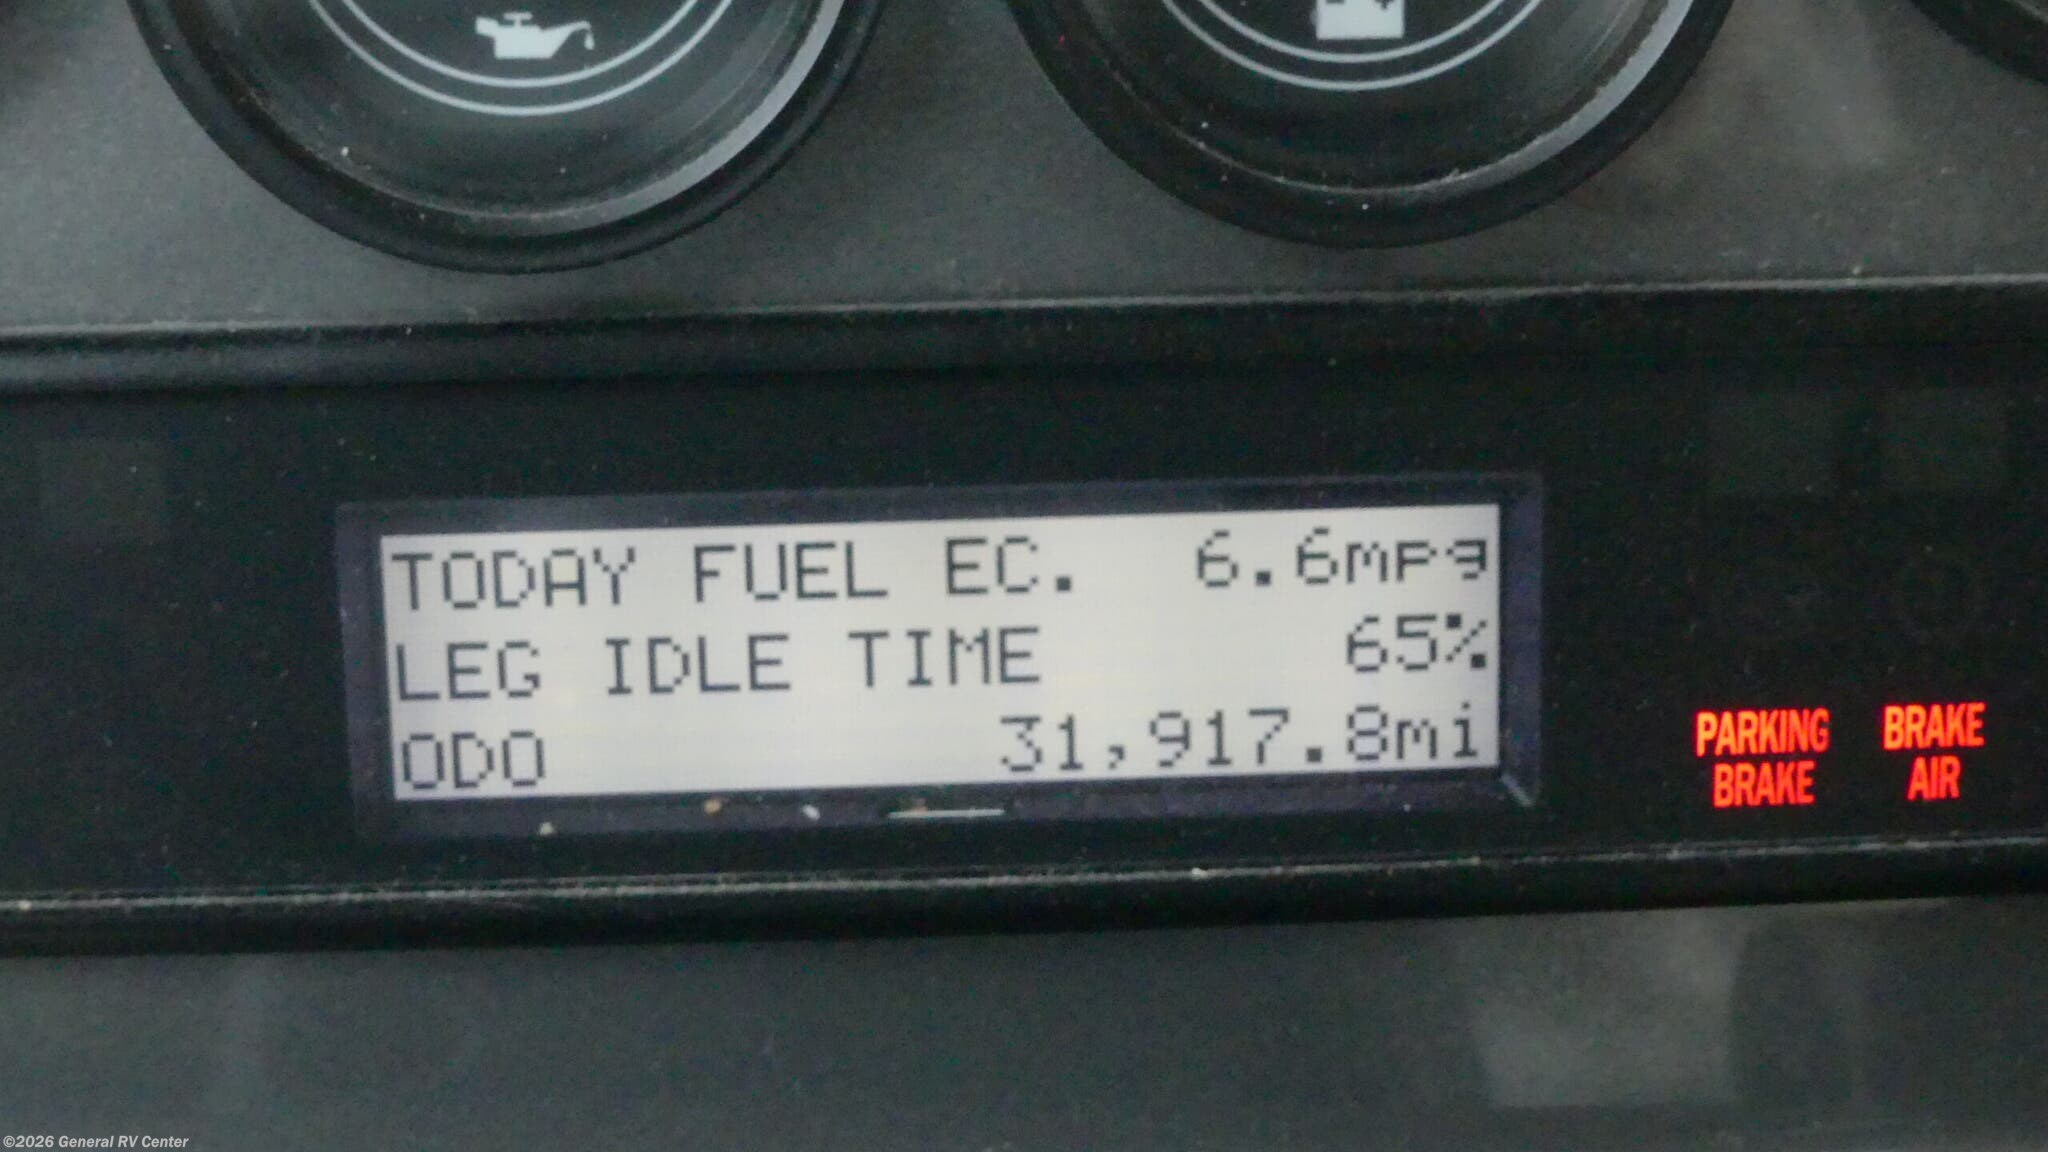 TODAY FUEL EC. 6.6mpg
LEG IDLE TIME 65%
ODO 31,917.8mi
PARKING BRAKE
BRAKE AIR
©2026 General RV Center